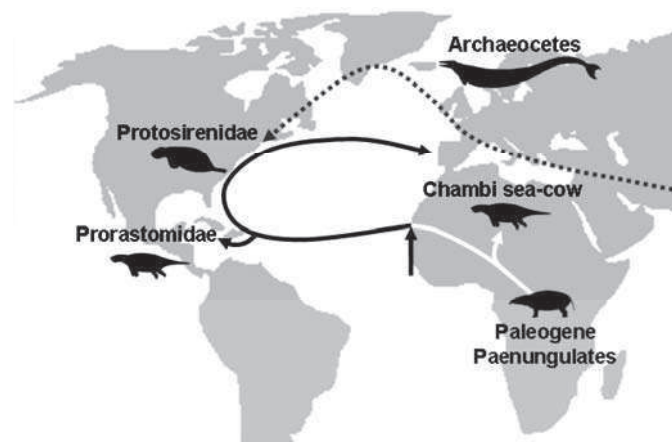 Archaeocetes
Protosirenidae
Chambi sea-cow
Prorastomidae
Paleogene
Paenungulates